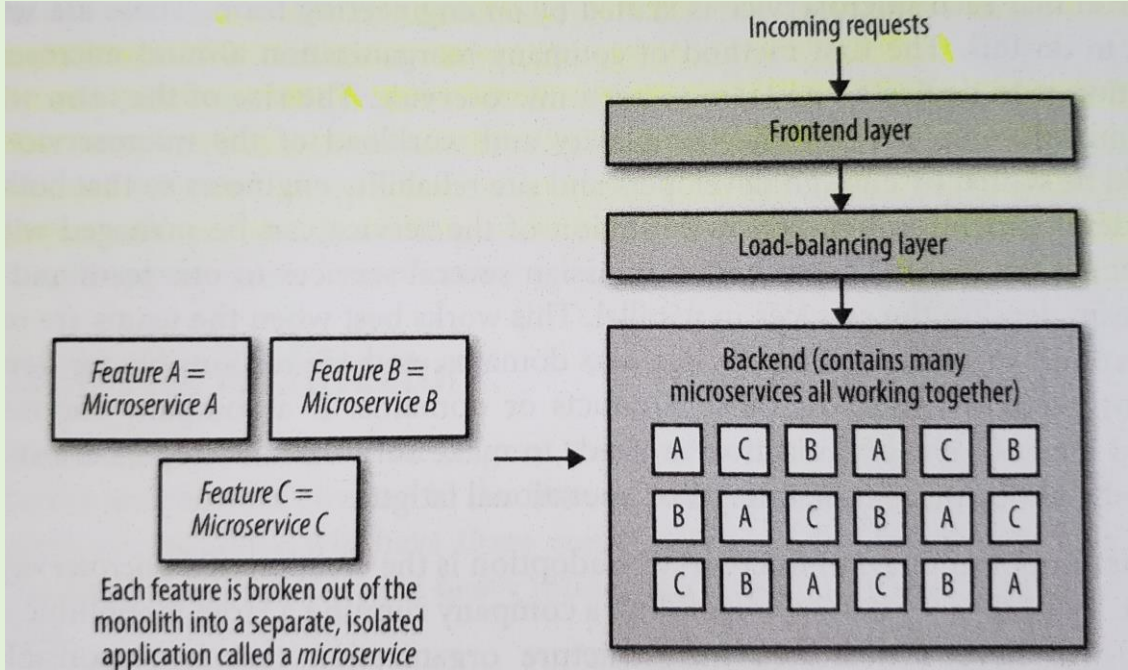 Incoming requests
Frontend layer
Load-balancing layer
Feature A =
Microservice A
Feature B =
Microservice B
Feature C =
Microservice C
Each feature is broken out of the
monolith into a separate, isolated
application called a microservice
Backend (contains many
microservices all working together)
A C B A C B
B A C B A C
C B A C B A